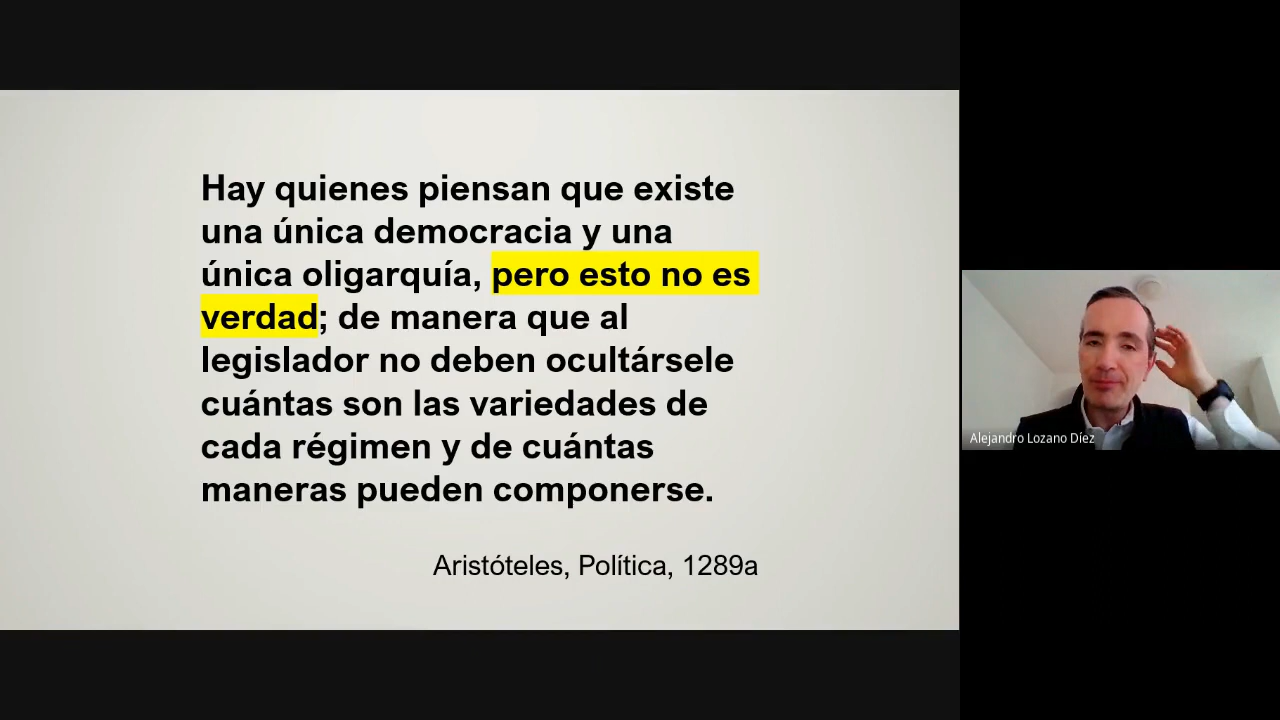 Hay quienes piensan que existe
una única democracia y una
única oligarquía, pero esto no es
verdad; de manera que al
legislador no deben ocultársele
cuántas son las variedades de
cada régimen y de cuántas
maneras pueden componerse.
Aristóteles, Política, 1289a
Alejandro Lozano Díez